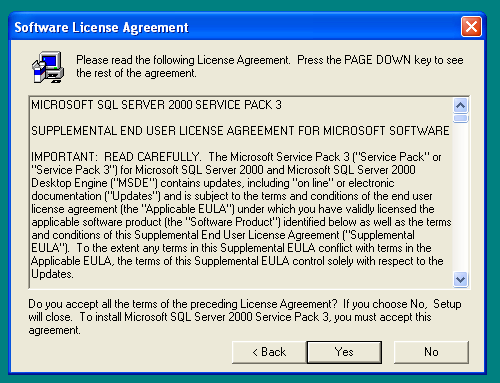 Software License Agreement
Please read the following License Agreement. Press the PAGE DOWN key to see
the rest of the agreement.
MICROSOFT SQL SERVER 2000 SERVICE PACK 3
SUPPLEMENTAL END USER LICENSE AGREEMENT FOR MICROSOFT SOFTWARE
IMPORTANT: READ CAREFULLY. The Microsoft Service Pack 3 ("Service Pack" or
"Service Pack 3") for Microsoft SQL Server 2000 and Microsoft SQL Server 2000
Desktop Engine ("MSDE") contains updates, including "on line" or electronic
documentation ("Updates") and is subject to the terms and conditions of the end user
license agreement (the "Applicable EULA") under which you have validly licensed the
applicable software product (the "Software Product") identified below as well as the terms
and conditions of this Supplemental End User License Agreement ("Supplemental
EULA"). To the extent any terms in this Supplemental EULA conflict with terms in the
Applicable EULA, the terms of this Supplemental EULA control solely with respect to the
Updates.
Do you accept all the terms of the preceding License Agreement? If you choose No, Setup
will close. To install Microsoft SQL Server 2000 Service Pack 3, you must accept this
agreement.
< Back Yes No